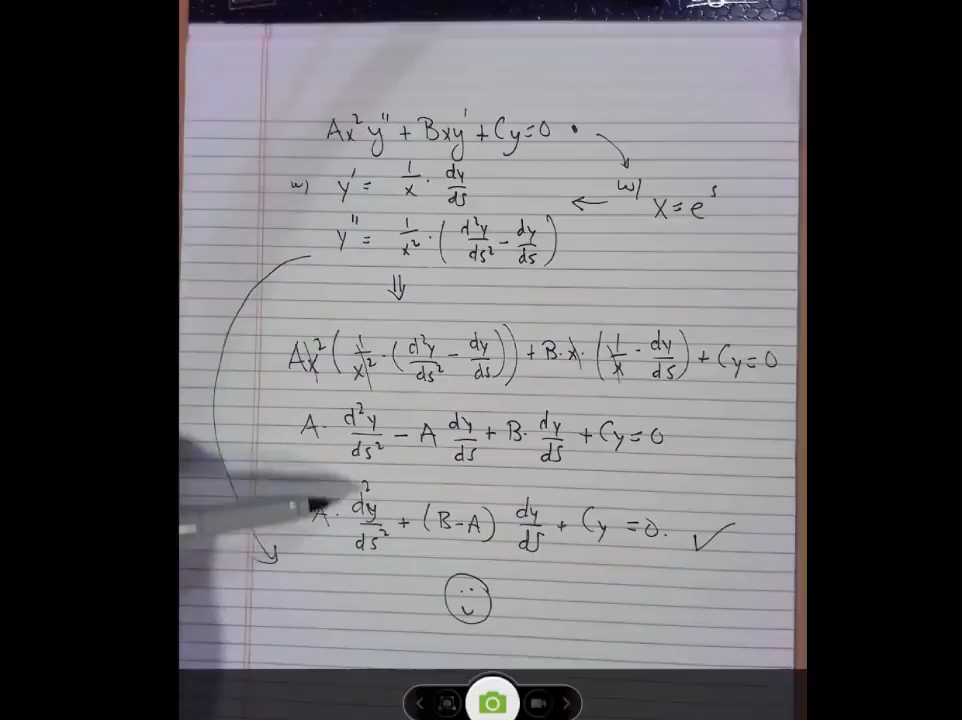 Ax² y'' + Bxy' + Cy = 0 .
w/ x = e^s
w) y' = 1/x · dy/ds ←
y'' = 1/x² · (d²y/ds² - dy/ds)
⇓
Ax² (1/x² · (d²y/ds² - dy/ds)) + B · x · (1/x · dy/ds) + Cy = 0
A · d²y/ds² - A dy/ds + B · dy/ds + Cy = 0
A · d²y/ds² + (B-A) dy/ds + Cy = 0. ✓